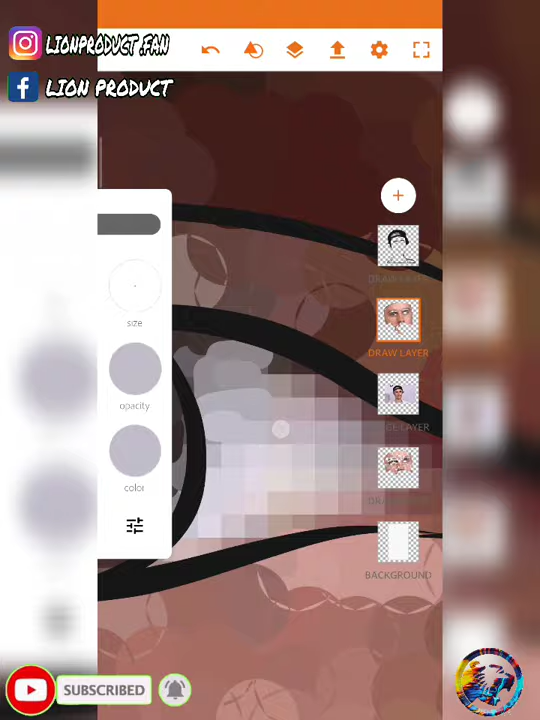 LIONPRODUCT.FAN
LION PRODUCT
size
DRAW LAYER
opacity
color
BACKGROUND
SUBSCRIBED